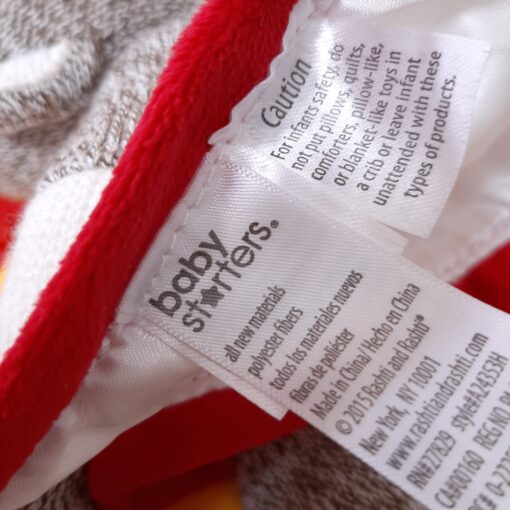 Caution
For infants safety, do
not put pillows, quilts,
comforters, pillow-like,
or blanket-like toys in
a crib or leave infant
unattended with these
types of products.
baby
starters®
all new materials
polyester fibers
todos los materiales nuevos
fibras de poliéster
Made in China/ Hecho en China
© 2015 Rashti and Rashti®
New York, NY 10001
www.rashtiandrashti.com
RN#27829 style#A24353H
CA#00160 REG NO